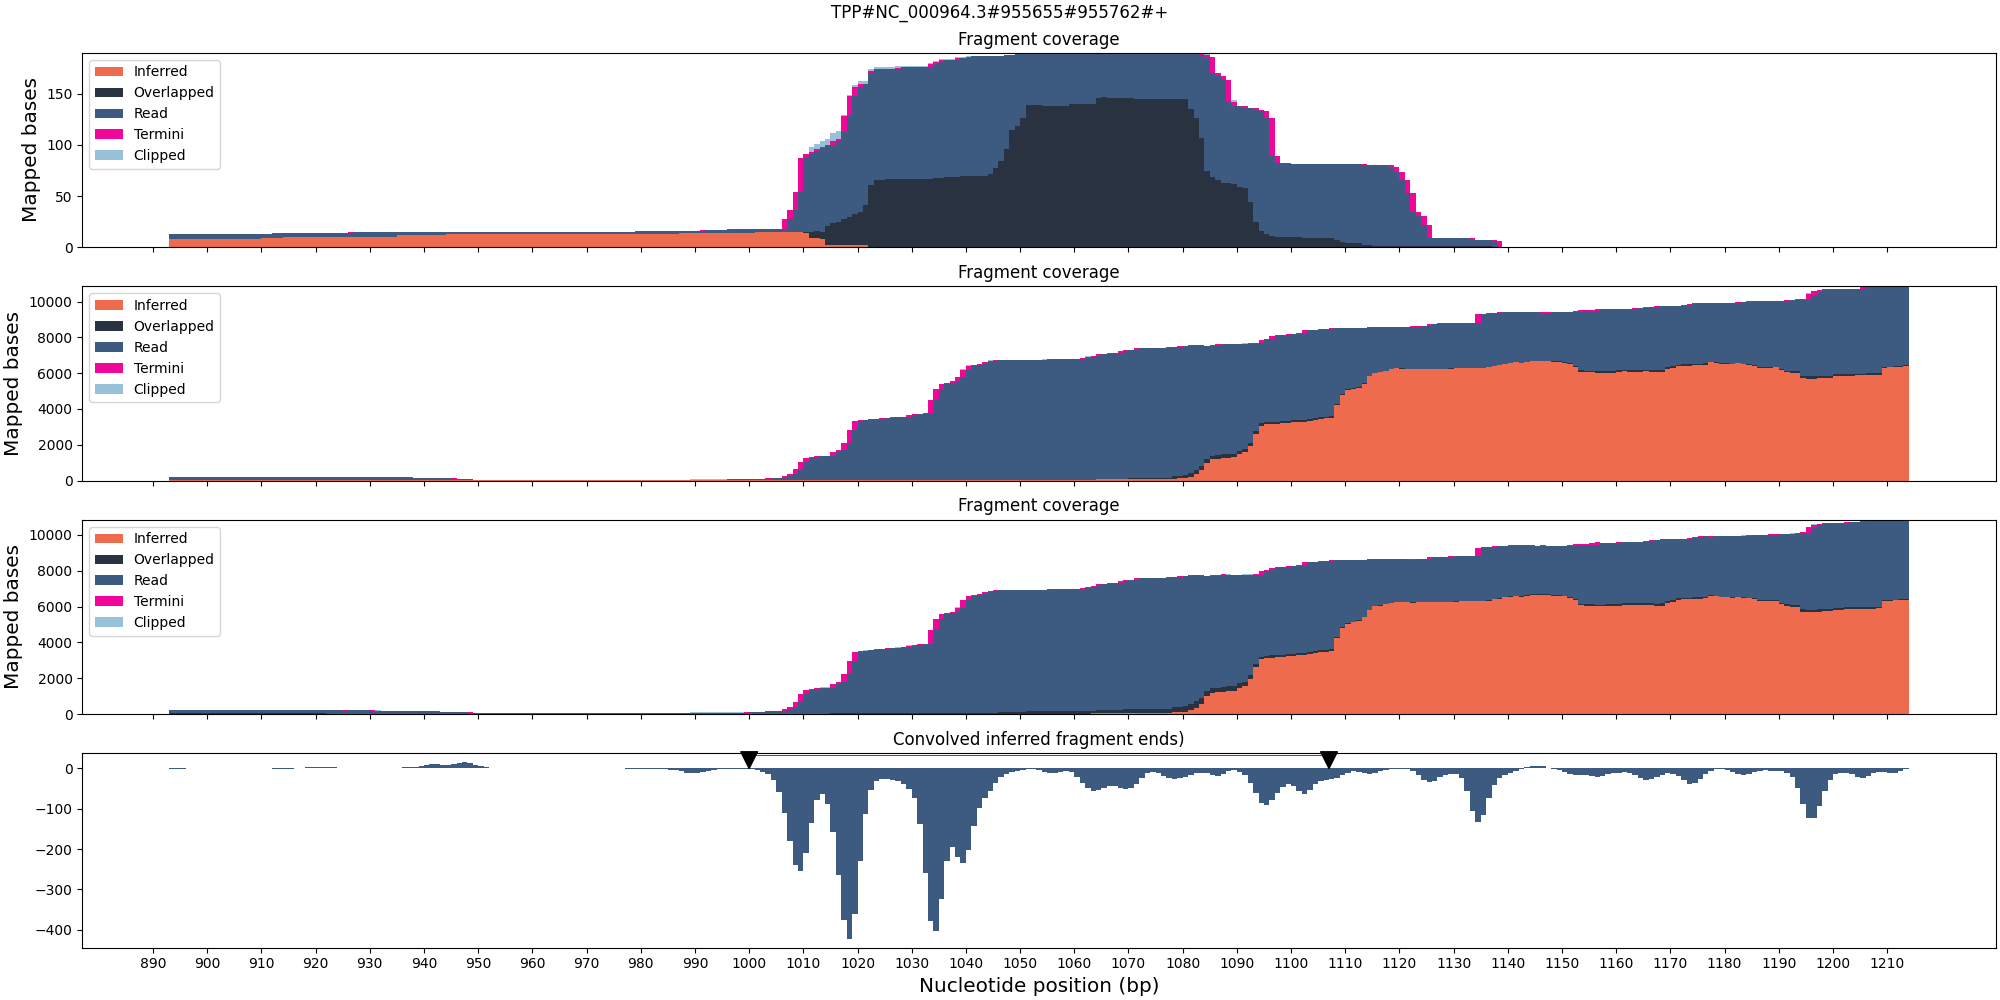 TPP#NC_000964.3#955655#955762#+
Fragment coverage
Mapped bases
150
100
50
0
Inferred
Overlapped
Read
Termini
Clipped
Fragment coverage
Mapped bases
10000
8000
6000
4000
2000
0
Inferred
Overlapped
Read
Termini
Clipped
Fragment coverage
Mapped bases
10000
8000
6000
4000
2000
0
Inferred
Overlapped
Read
Termini
Clipped
Convolved inferred fragment ends)
0
−100
−200
−300
−400
890 900 910 920 930 940 950 960 970 980 990 1000 1010 1020 1030 1040 1050 1060 1070 1080 1090 1100 1110 1120 1130 1140 1150 1160 1170 1180 1190 1200 1210
Nucleotide position (bp)